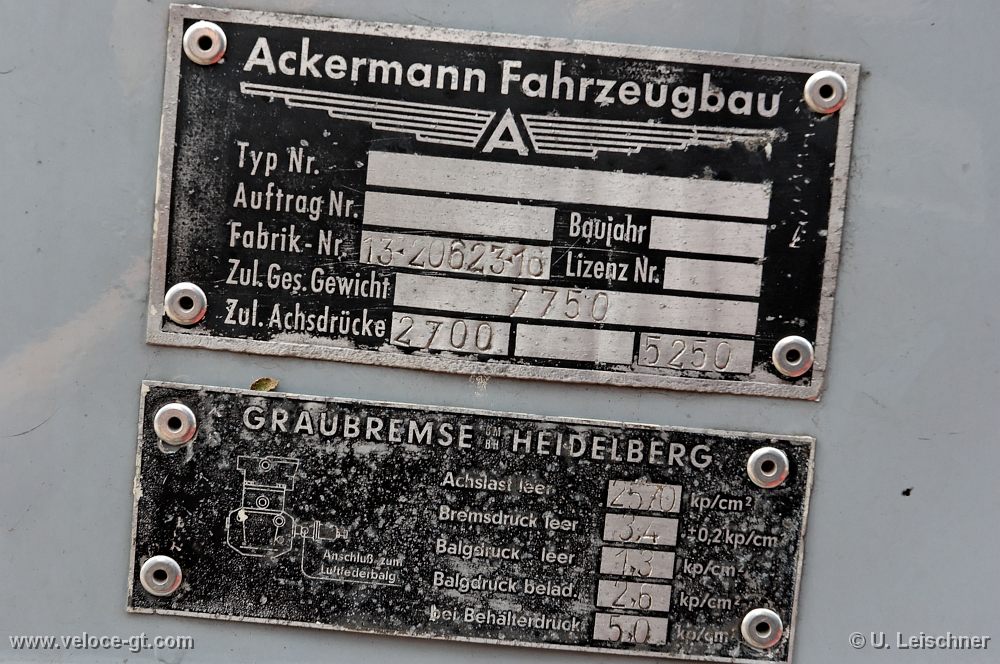 Ackermann Fahrzeugbau
A
Typ Nr.
Auftrag Nr. Baujahr
Fabrik-Nr. 13-20623-16 Lizenz Nr.
Zul. Ges. Gewicht 7750
Zul. Achsdrücke 2700 5250
GRAUBREMSE GMBH HEIDELBERG
Achslast leer 2570 kp/cm²
Bremsdruck leer 3,4 ±0,2 kp/cm²
Balgdruck leer 1,3 kp/cm²
Balgdruck belad. 2,6 kp/cm²
bei Behälterdruck 5,0 kp/cm²
Anschluß zum
Luftfederbalg
www.veloce-gt.com
© U. Leischner